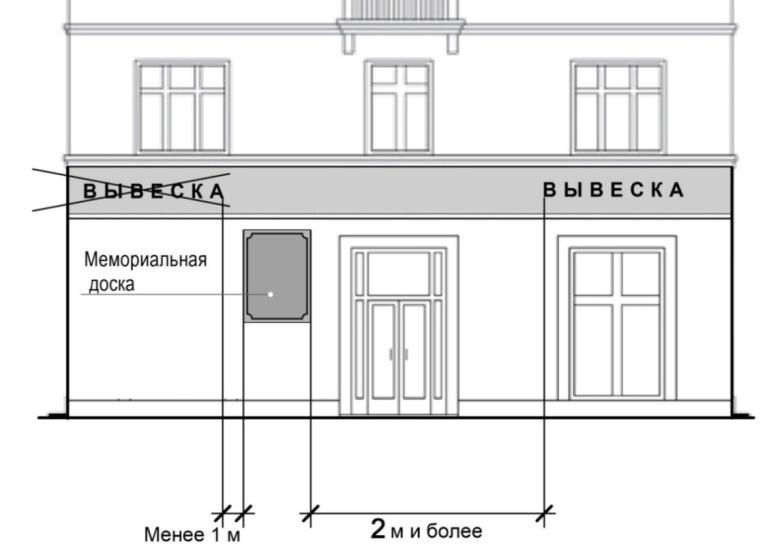 ВЫВЕСКА
ВЫВЕСКА
Мемориальная
доска
Менее 1 м
2 м и более